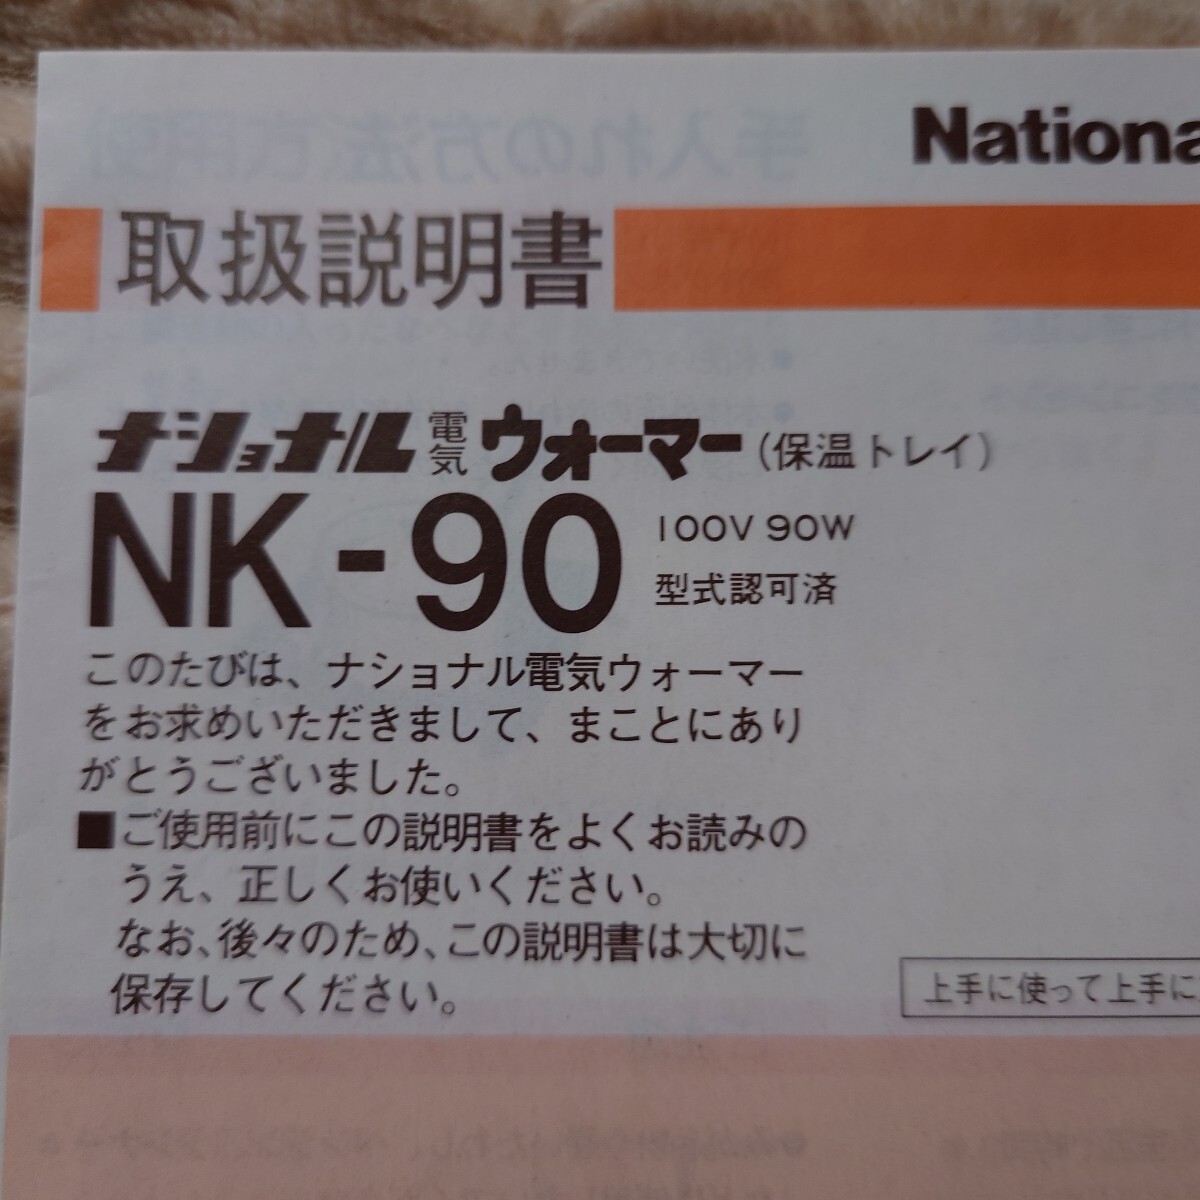 Nationa
取扱説明書
ナショナル 電気 ウォーマー (保温トレイ)
NK-90 100V 90W
型式認可済
このたびは、ナショナル電気ウォーマー
をお求めいただきまして、まことにあり
がとうございました。
■ご使用前にこの説明書をよくお読みの
うえ、正しくお使いください。
なお、後々のため、この説明書は大切に
保存してください。
上手に使って上手に